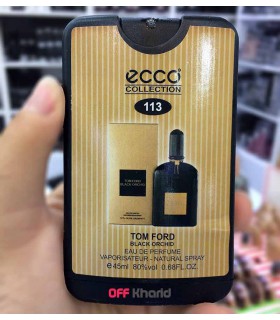 ecco
COLLECTION
113
TOM FORD
BLACK ORCHID
TOM FORD
BLACK ORCHID
EAU DE PERFUME
VAPORISATEUR - NATURAL SPRAY
e45ml 80%vol 0.68FL.OZ.
OFF Kharid